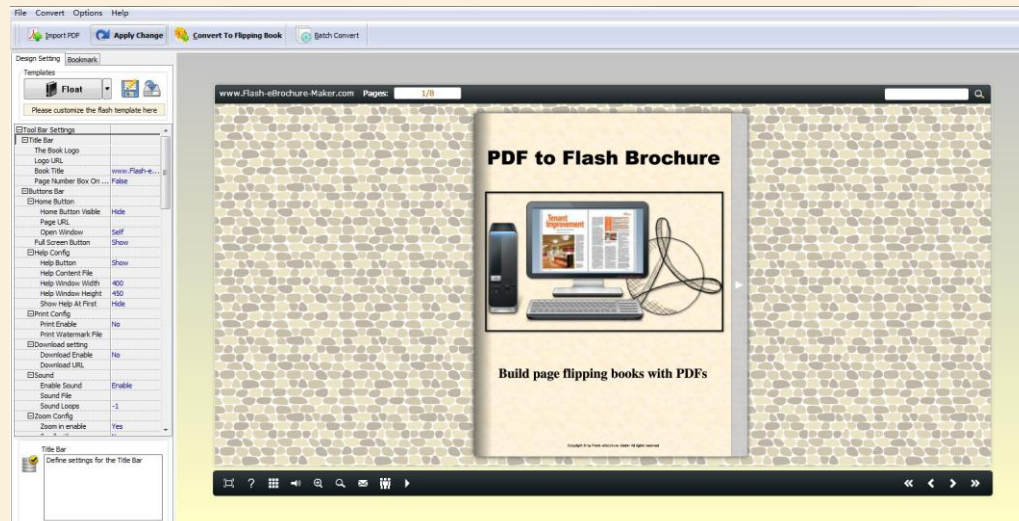 File Convert Options Help
Import PDF Apply Change Convert To Flipping Book Batch Convert
Design Setting Bookmark
Templates
Float
Please customize the flash template here
Tool Bar Settings
Title Bar
The Book Logo
Logo URL
Book Title www.Flash-e...
Page Number Box On ... False
Buttons Bar
Home Button
Home Button Visible Hide
Page URL
Open Window Self
Full Screen Button Show
Help Config
Help Button Show
Help Content File
Help Window Width 400
Help Window Height 450
Show Help At First Hide
Print Config
Print Enable No
Print Watermark File
Download setting
Download Enable No
Download URL
Sound
Enable Sound Enable
Sound File
Sound Loops -1
Zoom Config
Zoom in enable Yes
Title Bar
Define settings for the Title Bar
www.Flash-eBrochure-Maker.com Pages: 1/8
PDF to Flash Brochure
Tenant
Improvement
Build page flipping books with PDFs